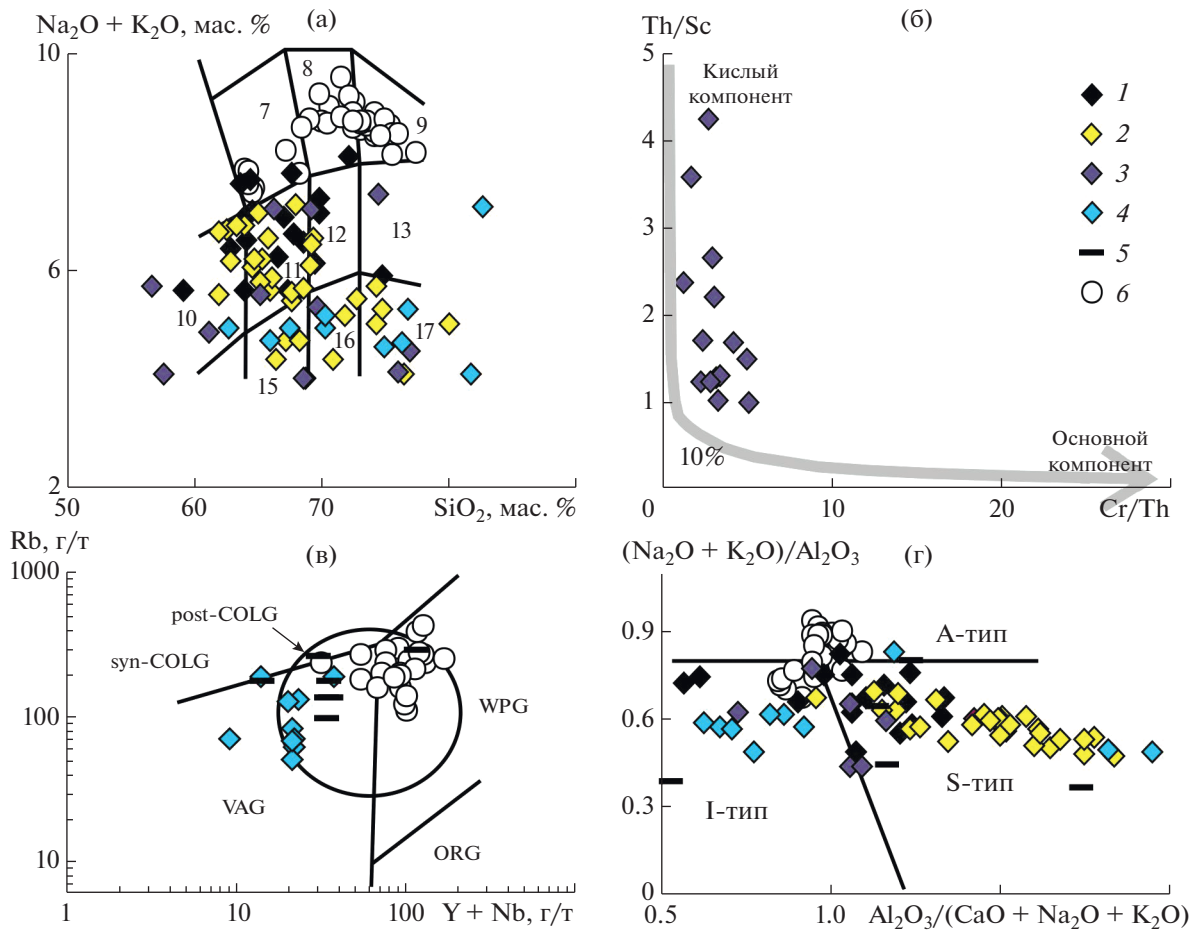 Na₂O + K₂O, мас. %
(а)
10
6
2
8
7
9
12
13
11
10
16
17
15
50
60
70
SiO₂, мас. %
Th/Sc
(б)
5
4
3
2
1
0
Кислый
компонент
1
2
3
4
5
6
10%
Основной
компонент
10
20
Cr/Th
Rb, г/т
(в)
1000
100
10
post-COLG
syn-COLG
WPG
VAG
ORG
1
10
100
Y + Nb, г/т
(Na₂O + K₂O)/Al₂O₃
(г)
0.9
0.6
0.3
0
А-тип
S-тип
I-тип
0.5
1.0
Al₂O₃/(CaO + Na₂O + K₂O)